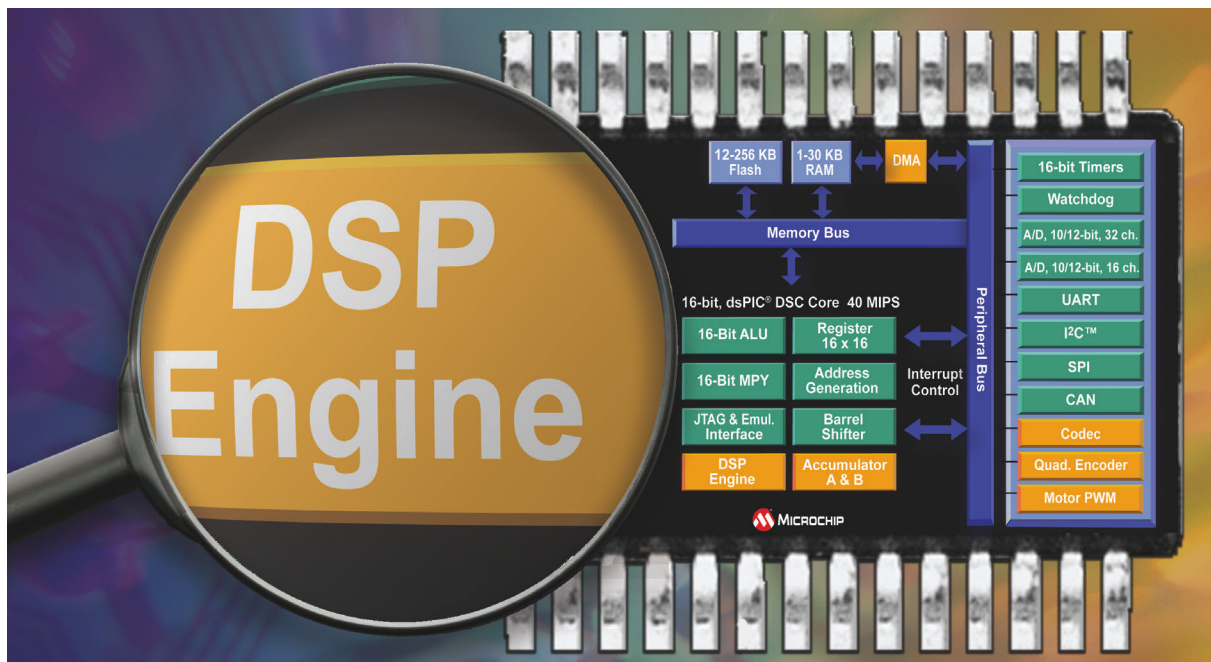 DSP
Engine
12-256 KB
Flash
1-30 KB
RAM
DMA
Memory Bus
16-bit, dsPIC® DSC Core 40 MIPS
16-Bit ALU
Register
16 x 16
16-Bit MPY
Address
Generation
JTAG & Emul.
Interface
Barrel
Shifter
DSP
Engine
Accumulator
A & B
Interrupt
Control
Peripheral Bus
16-bit Timers
Watchdog
A/D, 10/12-bit, 32 ch.
A/D, 10/12-bit, 16 ch.
UART
I²C™
SPI
CAN
Codec
Quad. Encoder
Motor PWM
MICROCHIP